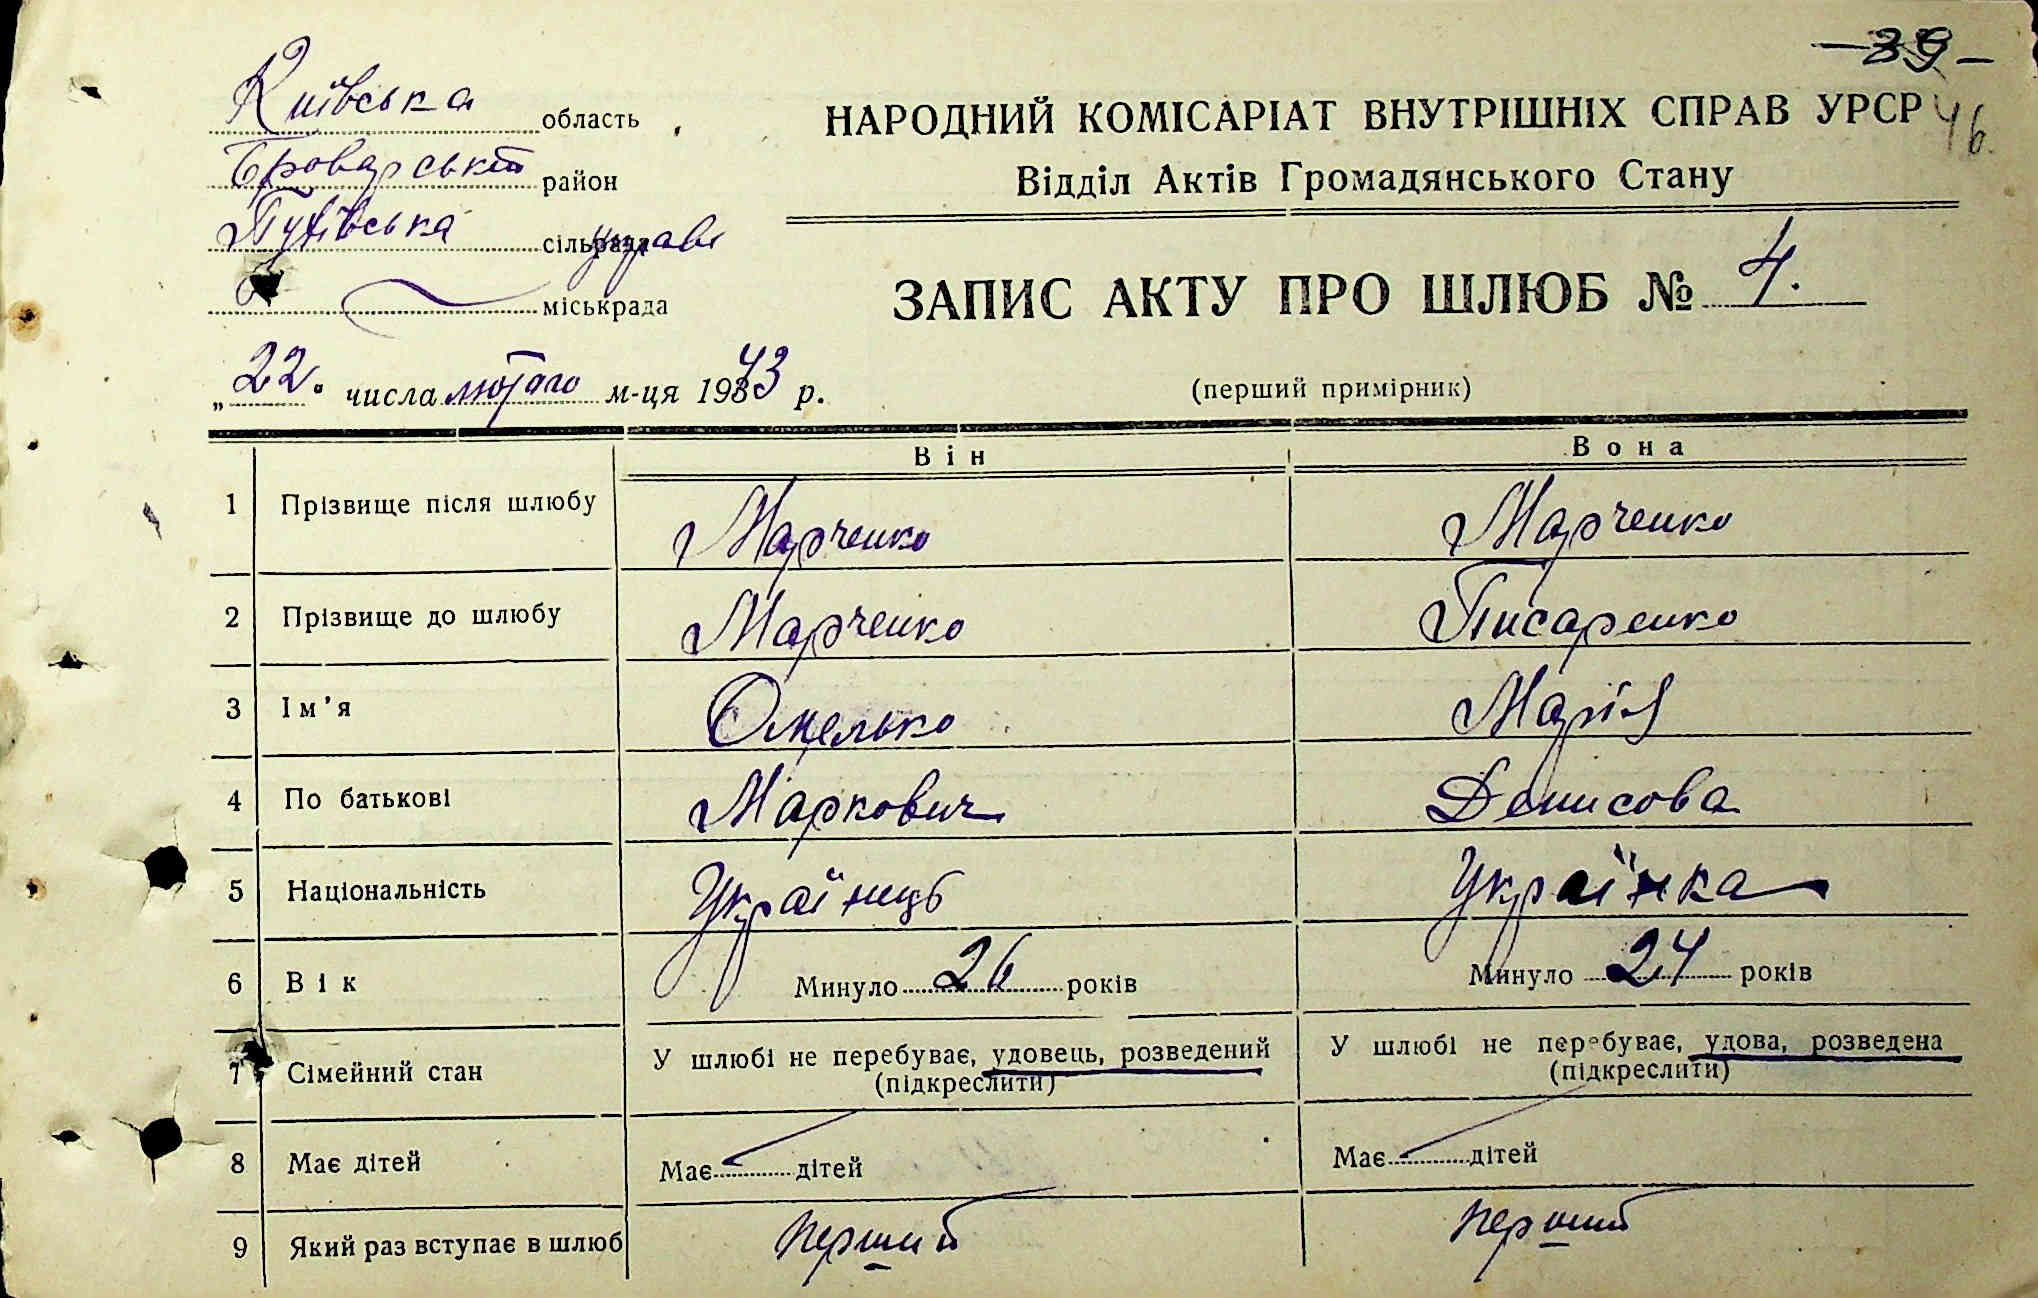 — 39 —
Київська область
Броварський район
Пухівська сільрада управа
міськрада
„22“ числа лютого м-ця 1943 р.
НАРОДНИЙ КОМІСАРІАТ ВНУТРІШНІХ СПРАВ УРСР 46
Відділ Актів Громадянського Стану
ЗАПИС АКТУ ПРО ШЛЮБ № 4.
(перший примірник)
Він Вона
1 Прізвище після шлюбу Марченко Марченко
2 Прізвище до шлюбу Марченко Писаренко
3 Ім'я Омелько Марія
4 По батькові Маркович Денисова
5 Національність Українець Українка
6 Вік Минуло 26 років Минуло 24 років
7 Сімейний стан У шлюбі не перебуває, удовець, розведений У шлюбі не перебуває, удова, розведена
(підкреслити) (підкреслити)
8 Має дітей Має — дітей Має — дітей
9 Який раз вступає в шлюб перший перший